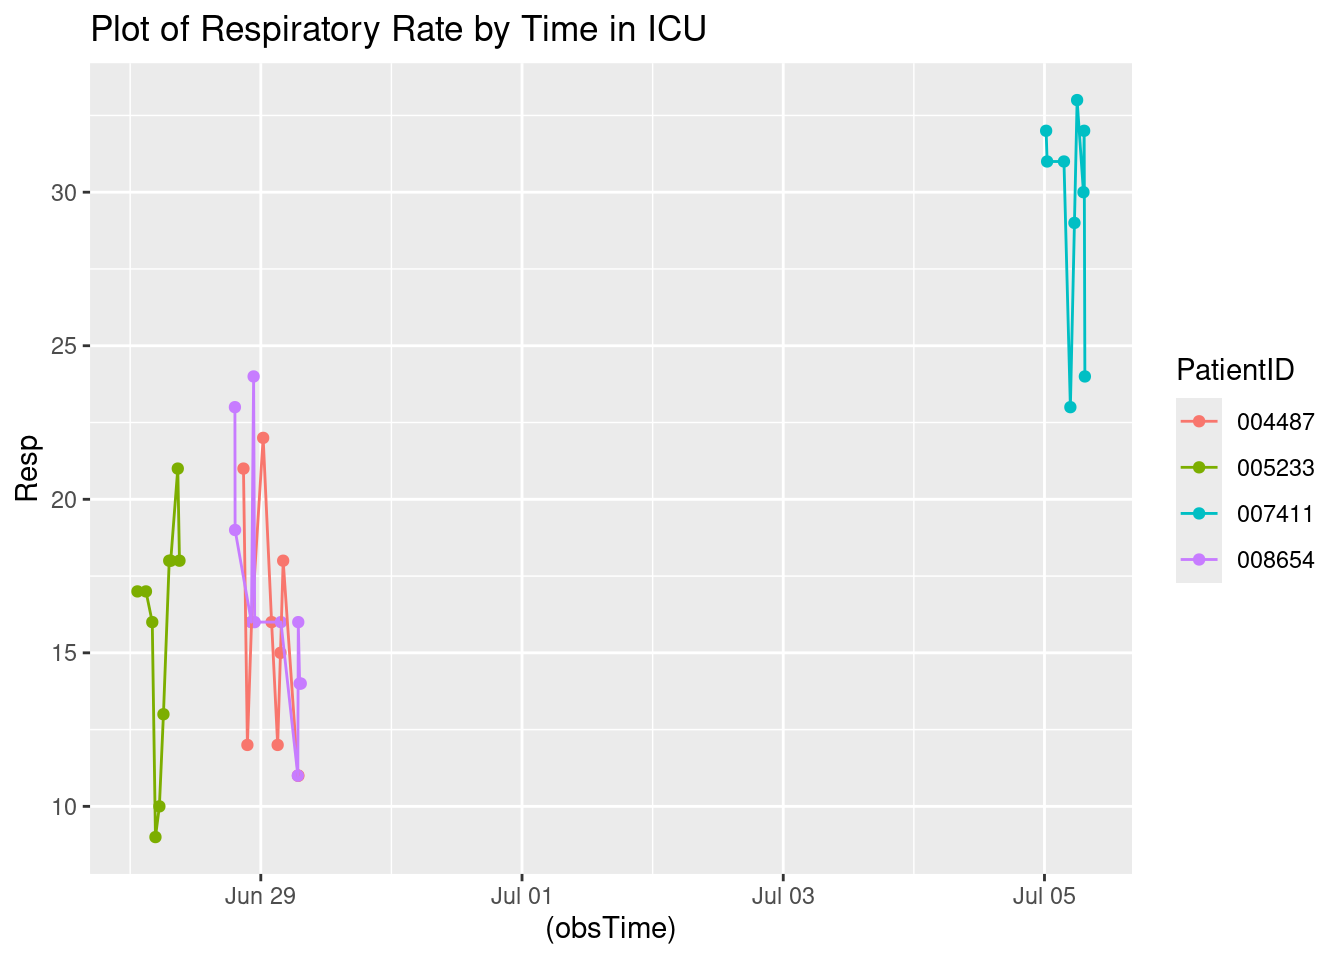 Plot of Respiratory Rate by Time in ICU
30
25
20
15
10
Resp
Jun 29
Jul 01
Jul 03
Jul 05
(obsTime)
PatientID
004487
005233
007411
008654